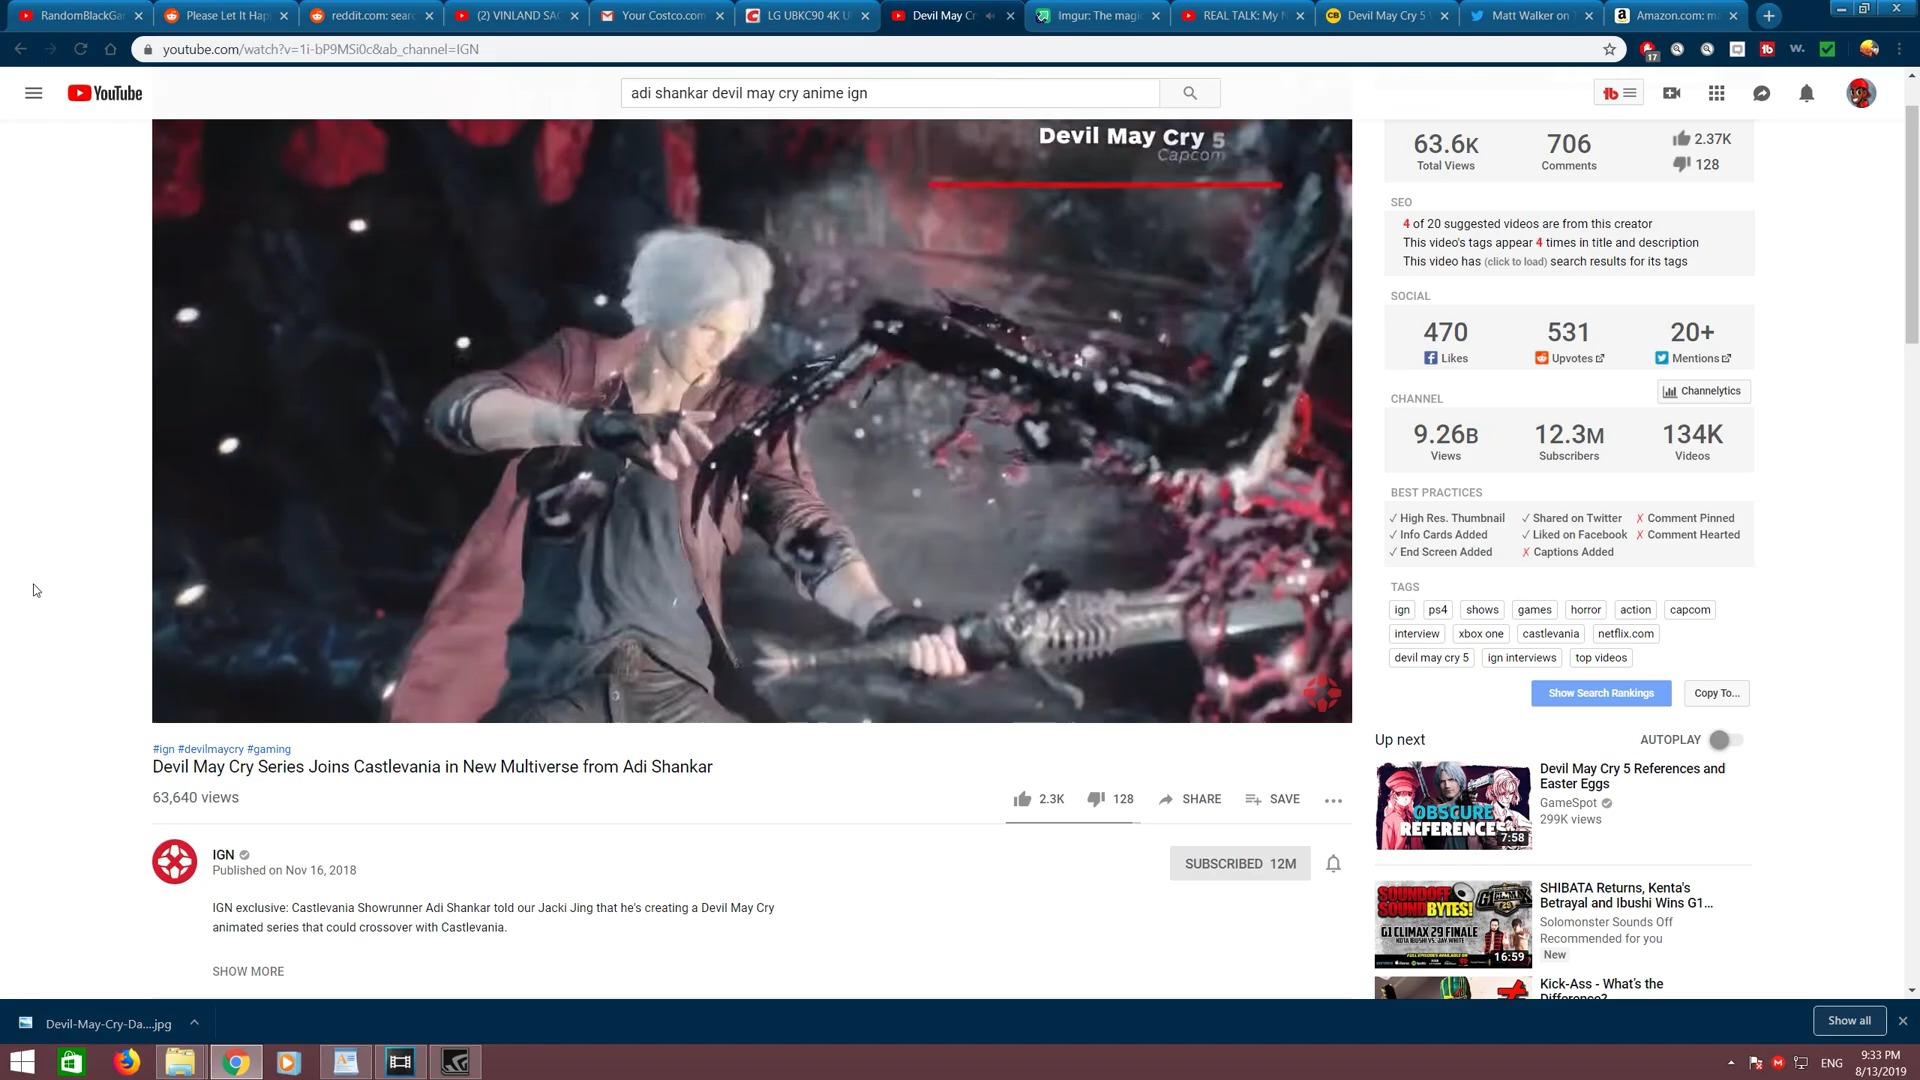 RandomBlackGa
Please Let It Hap
reddit.com: sear
(2) VINLAND SA
Your Costco.com
LG UBKC90 4K U
Devil May Cr
Imgur: The magi
REAL TALK: My N
Devil May Cry 5
Matt Walker on
Amazon.com: m
youtube.com/watch?v=1i-bP9MSi0c&ab_channel=IGN
17
YouTube
adi shankar devil may cry anime ign
Devil May Cry 5
Capcom
63.6K
706
2.37K
Total Views
Comments
128
SEO
4 of 20 suggested videos are from this creator
This video's tags appear 4 times in title and description
This video has (click to load) search results for its tags
SOCIAL
470
531
20+
Likes
Upvotes
Mentions
CHANNEL
Channelytics
9.26B
12.3M
134K
Views
Subscribers
Videos
BEST PRACTICES
✓ High Res. Thumbnail ✓ Shared on Twitter ✗ Comment Pinned
✓ Info Cards Added ✓ Liked on Facebook ✗ Comment Hearted
✓ End Screen Added ✗ Captions Added
TAGS
ign ps4 shows games horror action capcom
interview xbox one castlevania netflix.com
devil may cry 5 ign interviews top videos
Show Search Rankings
Copy To...
#ign #devilmaycry #gaming
Devil May Cry Series Joins Castlevania in New Multiverse from Adi Shankar
63,640 views
2.3K
128
SHARE
SAVE
IGN
Published on Nov 16, 2018
SUBSCRIBED 12M
IGN exclusive: Castlevania Showrunner Adi Shankar told our Jacki Jing that he's creating a Devil May Cry
animated series that could crossover with Castlevania.
SHOW MORE
Up next
AUTOPLAY
OBSCURE
REFERENCES
7:58
Devil May Cry 5 References and
Easter Eggs
GameSpot
299K views
SOUNDOFF
SOUNDBYTES!
G1 CLIMAX 29 FINALE
KOTA IBUSHI VS. JAY WHITE
16:59
SHIBATA Returns, Kenta's
Betrayal and Ibushi Wins G1...
Solomonster Sounds Off
Recommended for you
New
Kick-Ass - What's the
Difference?
Devil-May-Cry-Da....jpg
Show all
ENG
9:33 PM
8/13/2019